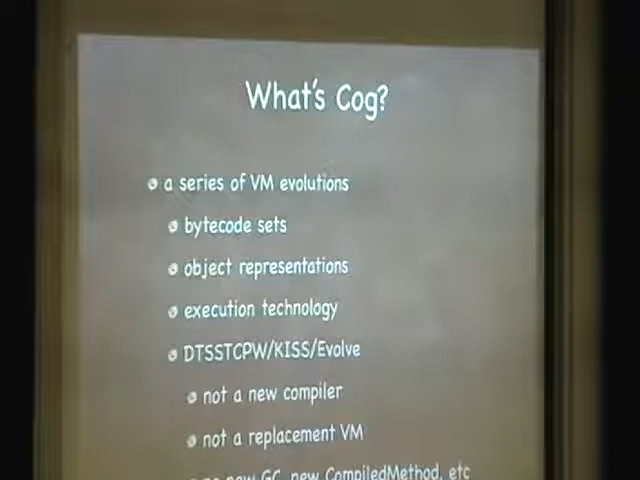 What's Cog?
a series of VM evolutions
bytecode sets
object representations
execution technology
DTSSTCPW/KISS/Evolve
not a new compiler
not a replacement VM
no new GC, new CompiledMethod, etc